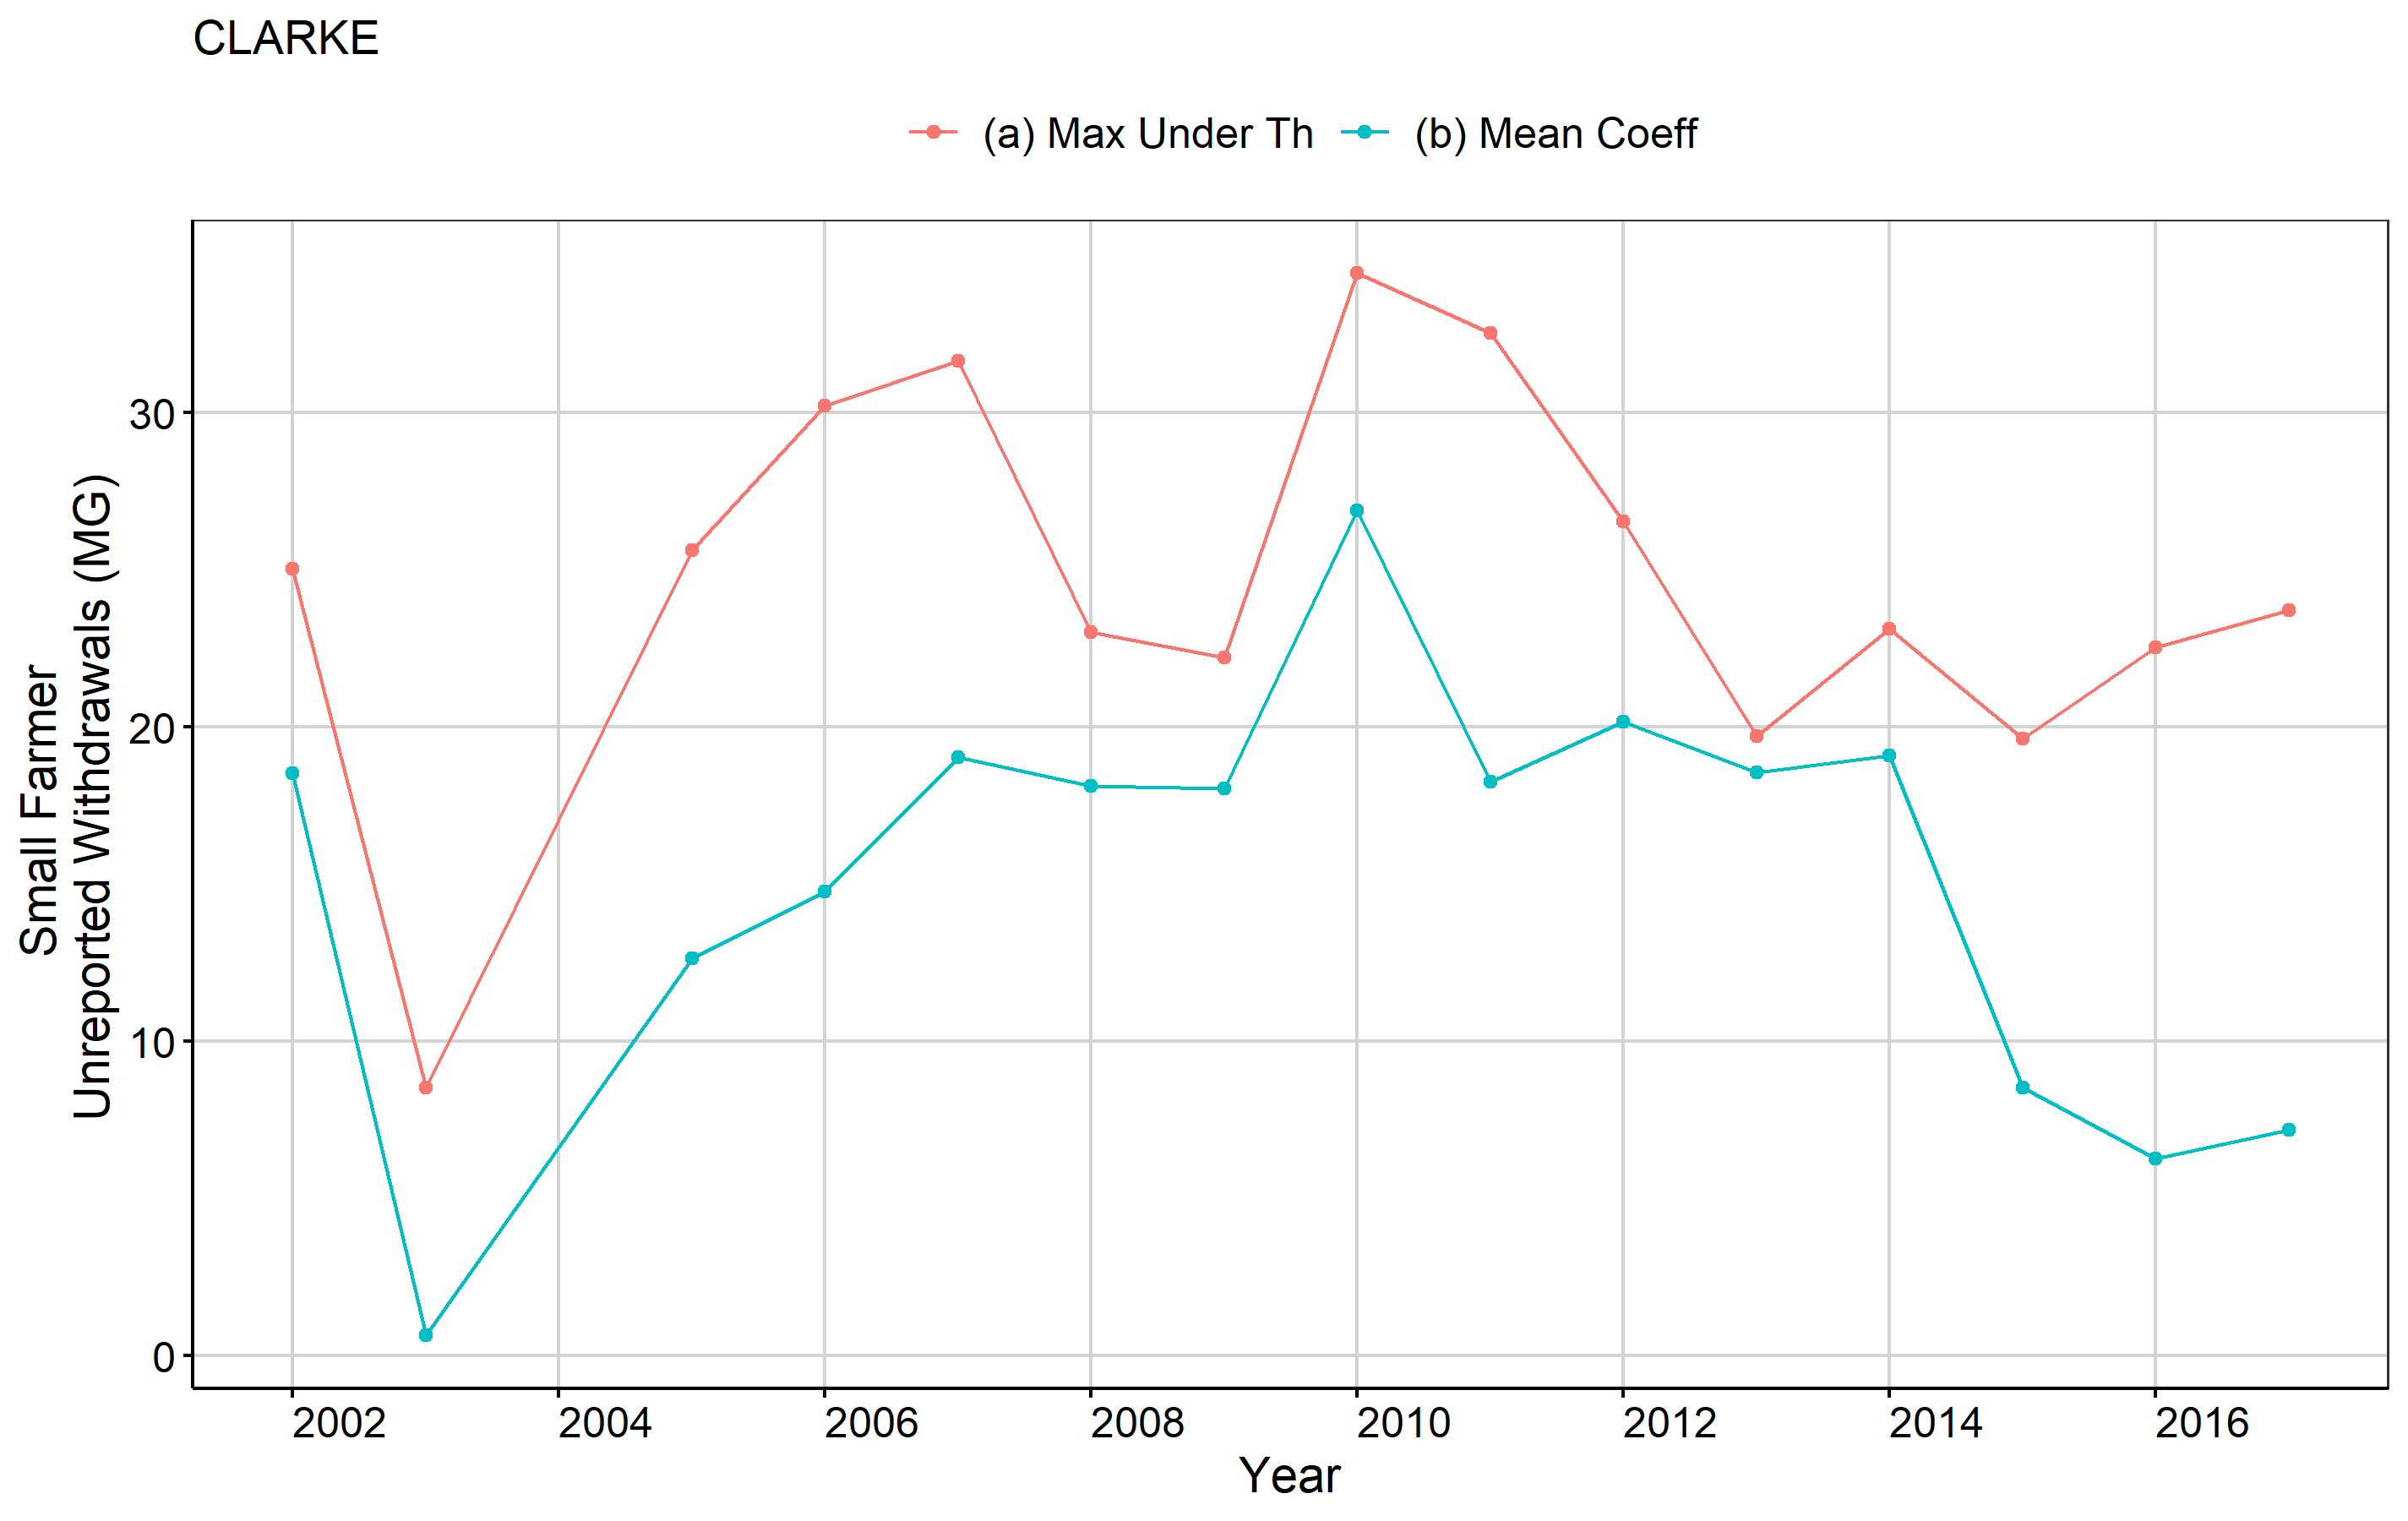 CLARKE
(a) Max Under Th (b) Mean Coeff
Small Farmer
Unreported Withdrawals (MG)
30
20
10
0
2002 2004 2006 2008 2010 2012 2014 2016
Year